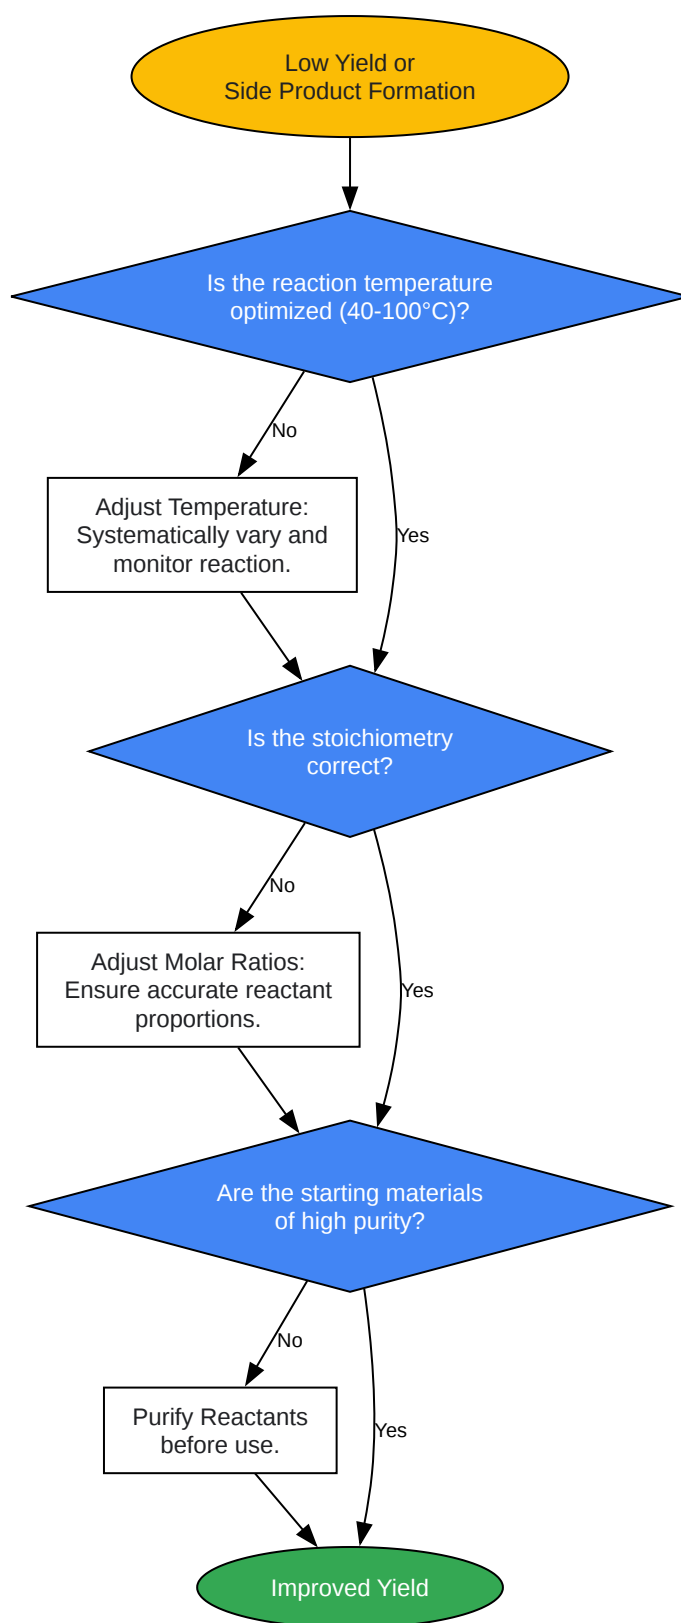 Low Yield or
Side Product Formation
Is the reaction temperature
optimized (40-100°C)?
No
Adjust Temperature:
Systematically vary and
monitor reaction.
Yes
Is the stoichiometry
correct?
No
Adjust Molar Ratios:
Ensure accurate reactant
proportions.
Yes
Are the starting materials
of high purity?
No
Purify Reactants
before use.
Yes
Improved Yield